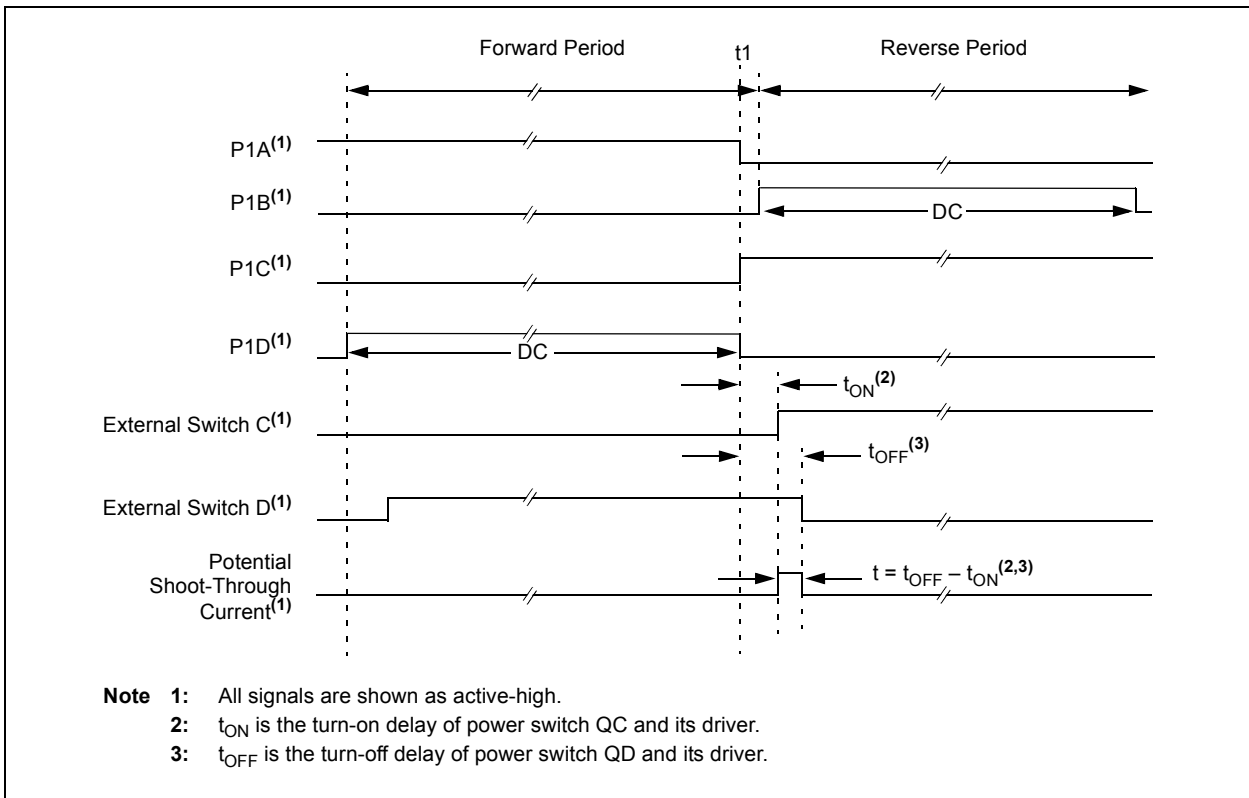 Forward Period
t1
Reverse Period
P1A(1)
P1B(1)
DC
P1C(1)
P1D(1)
DC
tON(2)
External Switch C(1)
tOFF(3)
External Switch D(1)
Potential
Shoot-Through
Current(1)
t = tOFF – tON(2,3)
Note 1: All signals are shown as active-high.
2: tON is the turn-on delay of power switch QC and its driver.
3: tOFF is the turn-off delay of power switch QD and its driver.